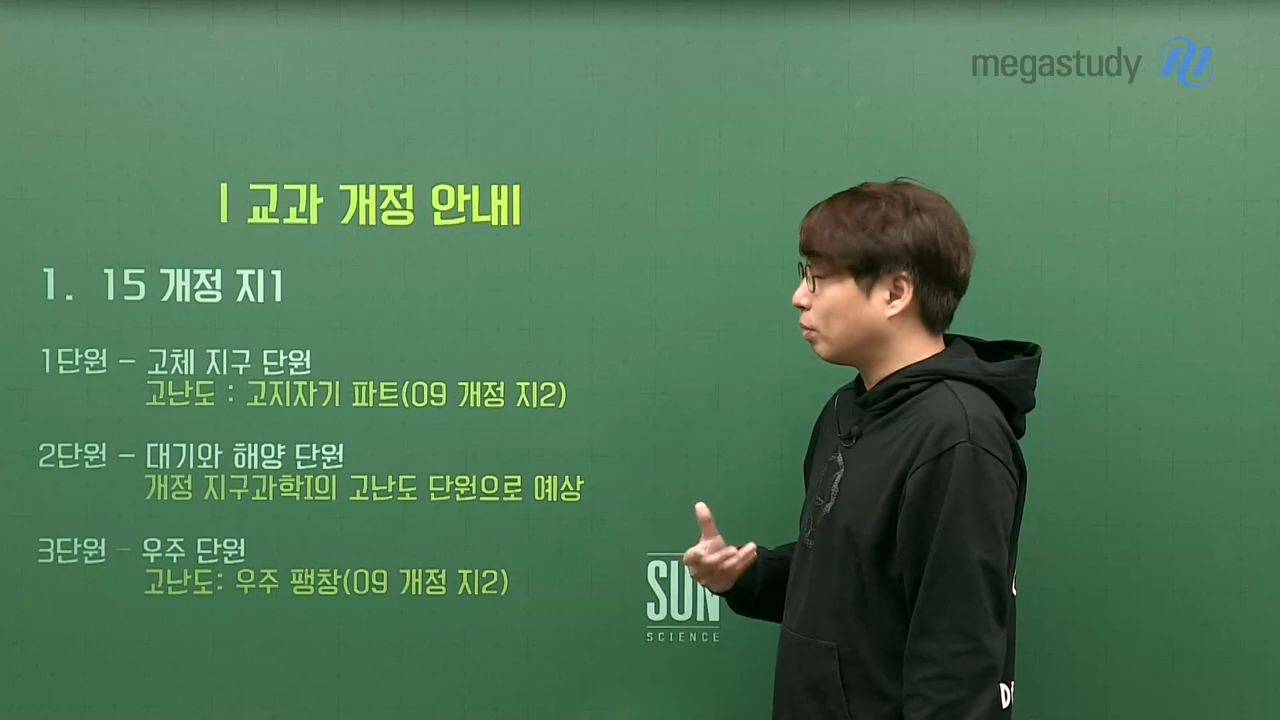 megastudy
| 교과 개정 안내|
1. 15 개정 지1
1단원 - 고체 지구 단원
고난도 : 고지자기 파트(09 개정 지2)
2단원 - 대기와 해양 단원
개정 지구과학I의 고난도 단원으로 예상
3단원 - 우주 단원
고난도: 우주 팽창(09 개정 지2)
SUN
SCIENCE